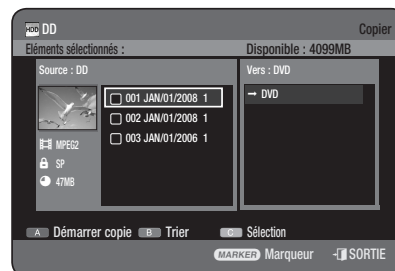 HDD DD Copier
Eléments sélectionnés : Disponible : 4099MB
Source : DD
001 JAN/01/2008 1
002 JAN/01/2008 1
003 JAN/01/2006 1
MPEG2
SP
47MB
Vers : DVD
→ DVD
A Démarrer copie B Trier C Sélection
MARKER Marqueur SORTIE